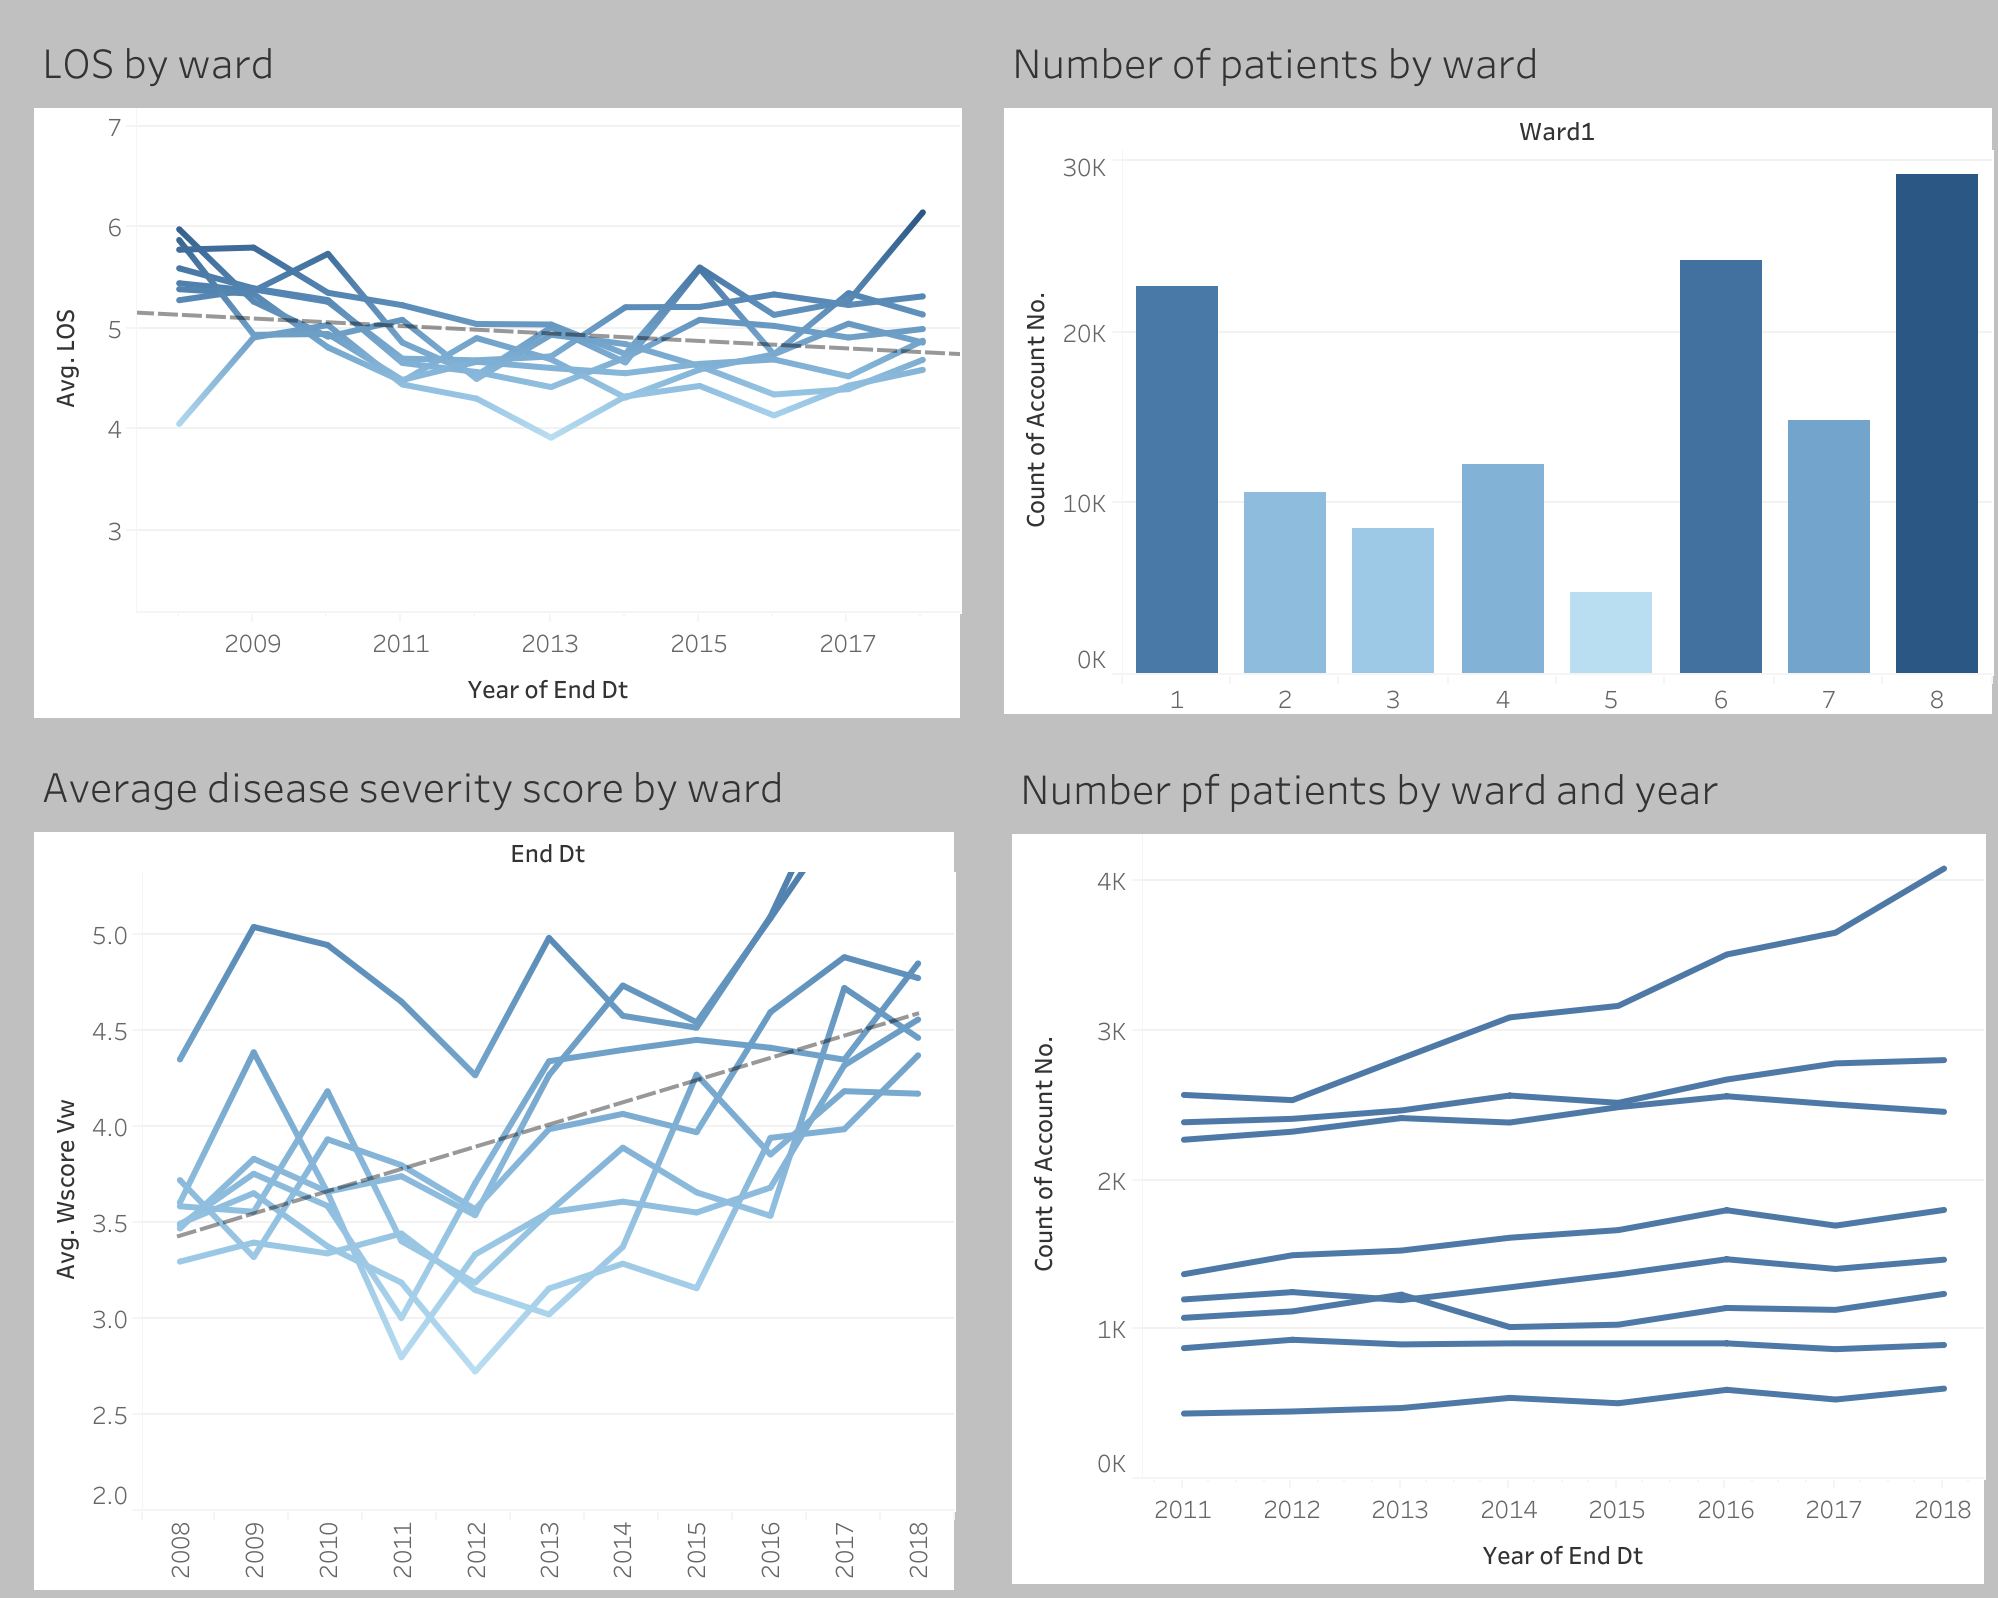 LOS by ward
7
6
5
4
3
Avg. LOS
2009 2011 2013 2015 2017
Year of End Dt
Number of patients by ward
Ward1
30K
20K
10K
0K
Count of Account No.
1 2 3 4 5 6 7 8
Average disease severity score by ward
End Dt
5.0
4.5
4.0
3.5
3.0
2.5
2.0
Avg. Wscore Vw
2008 2009 2010 2011 2012 2013 2014 2015 2016 2017 2018
Number pf patients by ward and year
4K
3K
2K
1K
0K
Count of Account No.
2011 2012 2013 2014 2015 2016 2017 2018
Year of End Dt